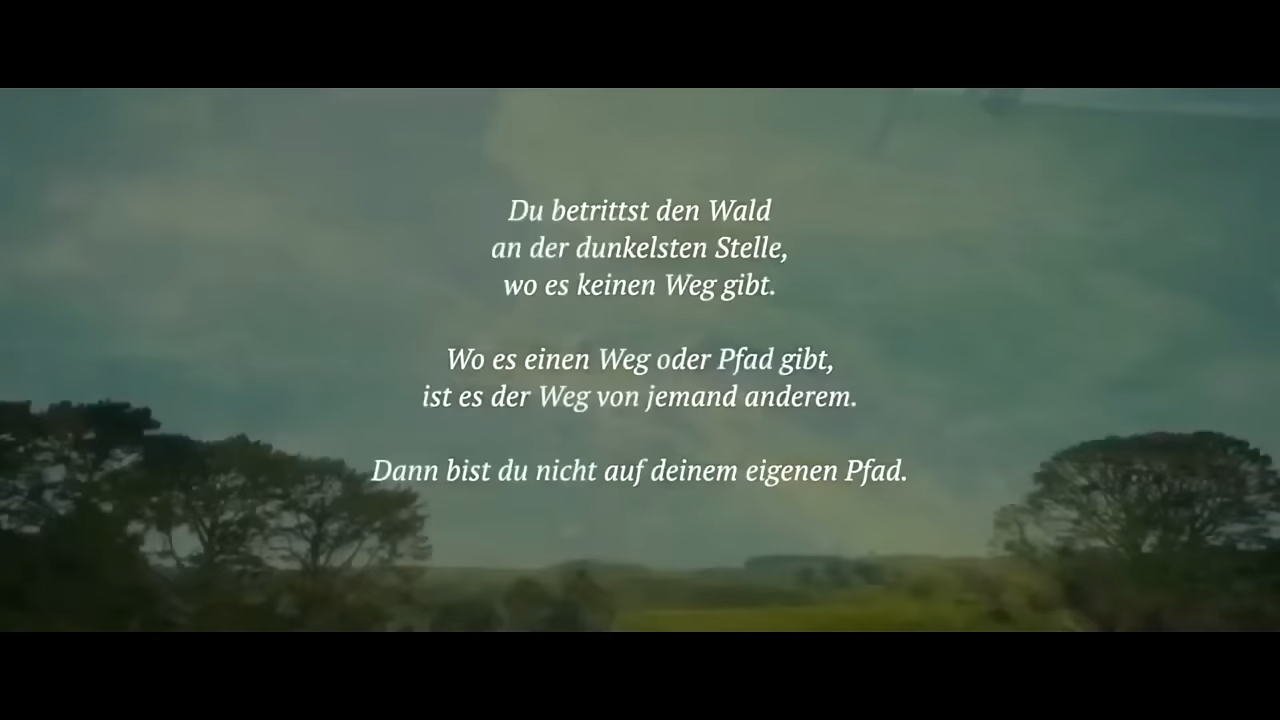 Du betrittst den Wald
an der dunkelsten Stelle,
wo es keinen Weg gibt.
Wo es einen Weg oder Pfad gibt,
ist es der Weg von jemand anderem.
Dann bist du nicht auf deinem eigenen Pfad.